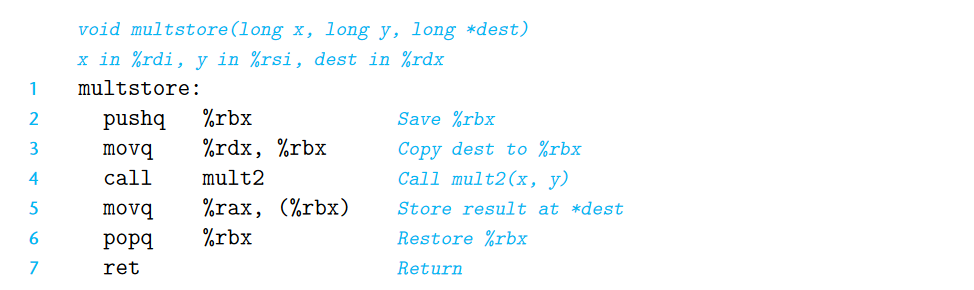 void multstore(long x, long y, long *dest)
x in %rdi, y in %rsi, dest in %rdx
1 multstore:
2 pushq %rbx Save %rbx
3 movq %rdx, %rbx Copy dest to %rbx
4 call mult2 Call mult2(x, y)
5 movq %rax, (%rbx) Store result at *dest
6 popq %rbx Restore %rbx
7 ret Return